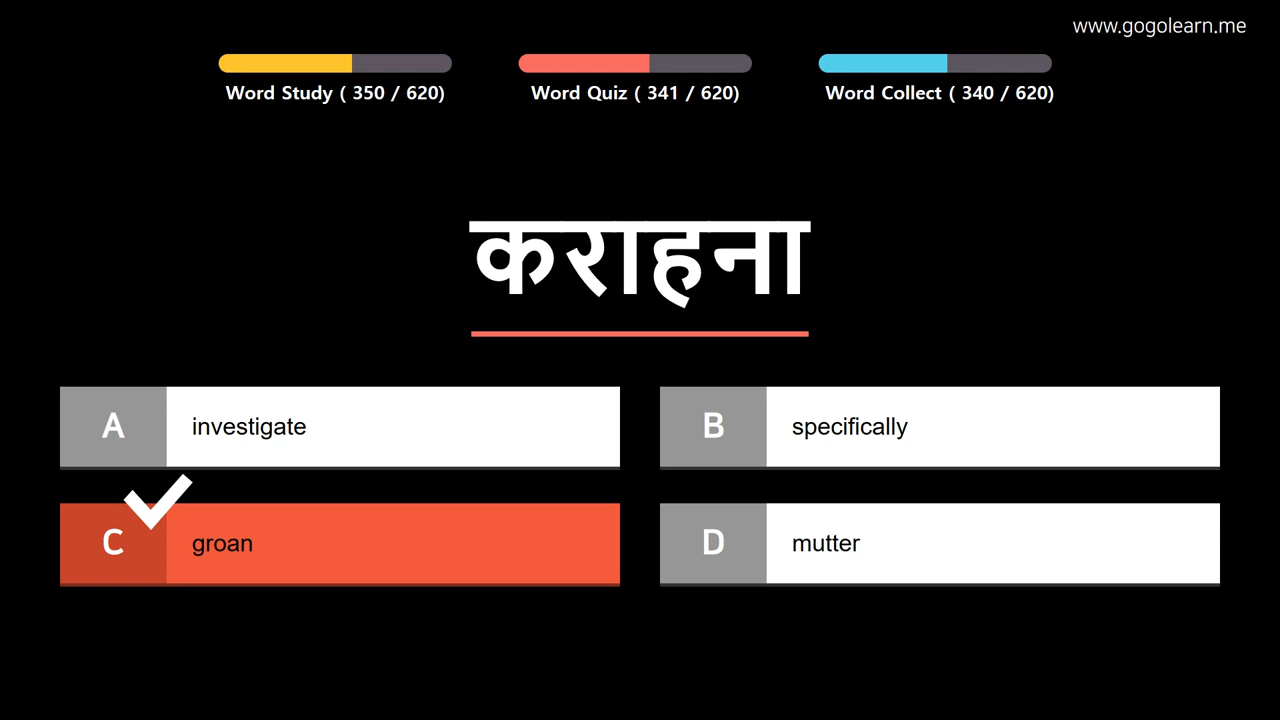 www.gogolearn.me
Word Study ( 350 / 620)
Word Quiz ( 341 / 620)
Word Collect ( 340 / 620)
कराहना
A investigate
B specifically
C groan
D mutter